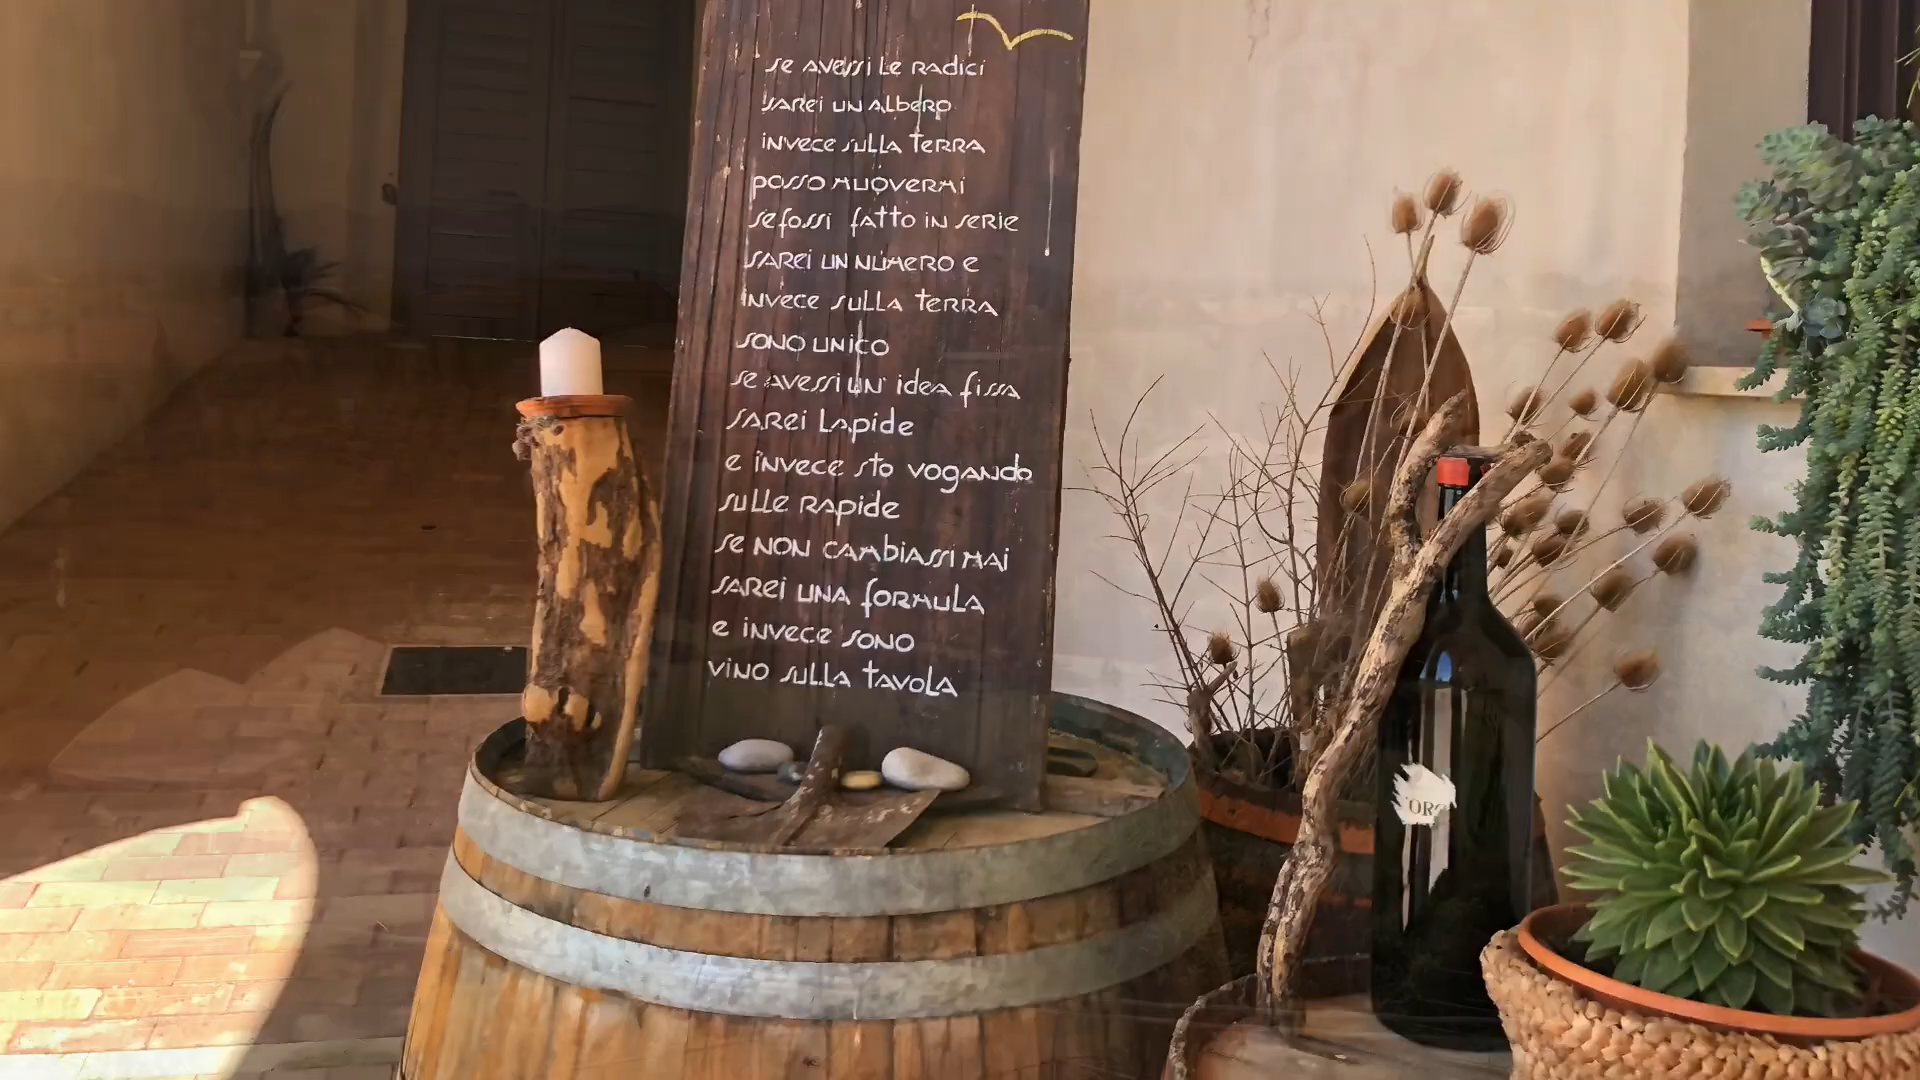 se avessi le radici
sarei un albero
invece sulla terra
posso muovermi
se fossi fatto in serie
sarei un numero e
invece sulla terra
sono unico
se avessi un' idea fissa
sarei lapide
e invece sto vogando
sulle rapide
se non cambiassi mai
sarei una formula
e invece sono
vino sulla tavola